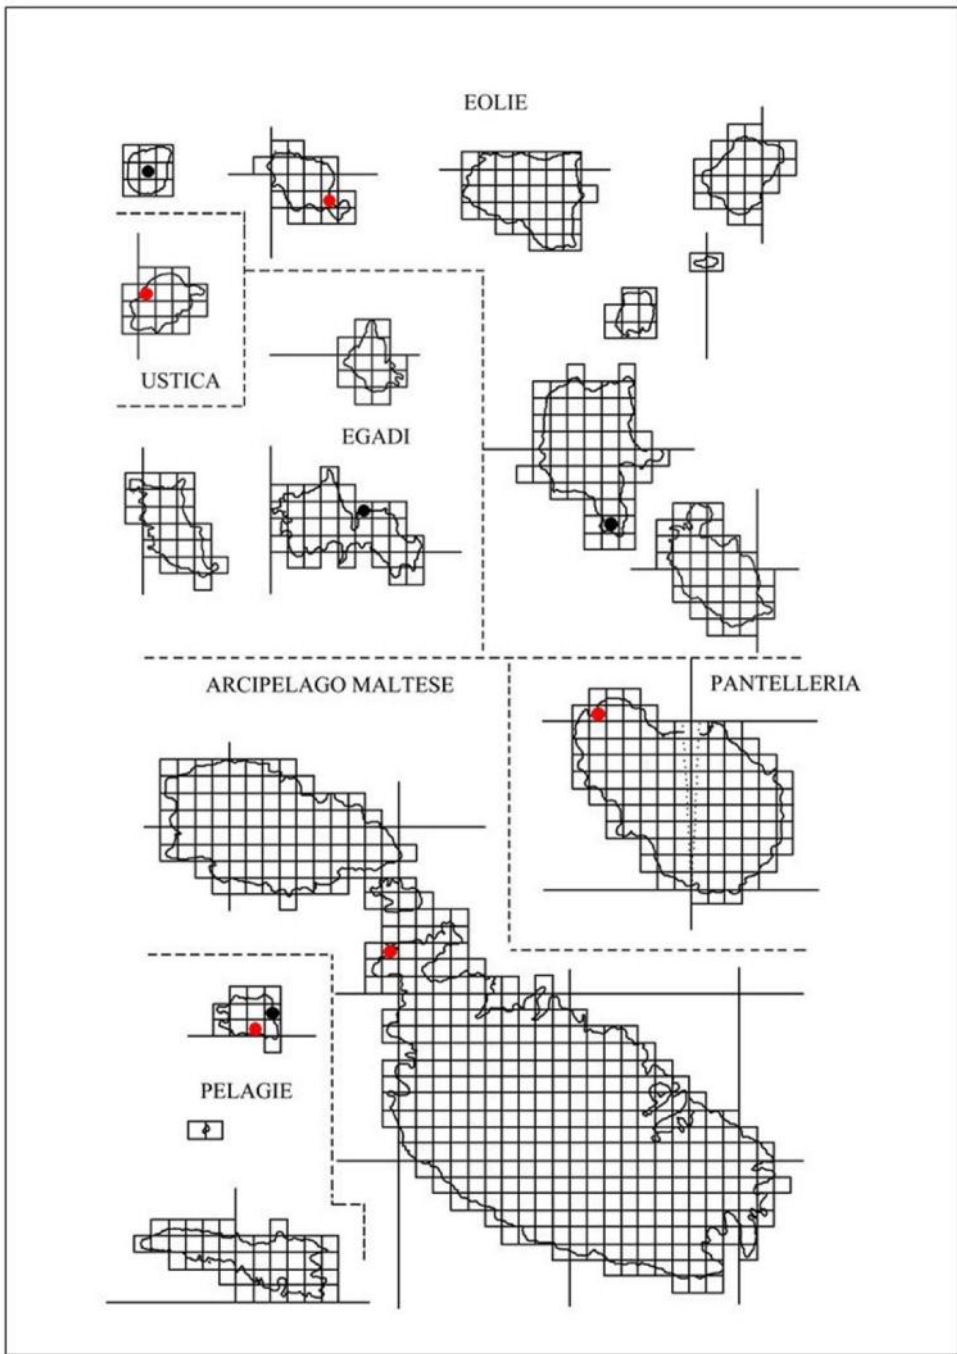 EOLIE
USTICA
EGADI
ARCIPELAGO MALTESE
PANTELLERIA
PELAGIE